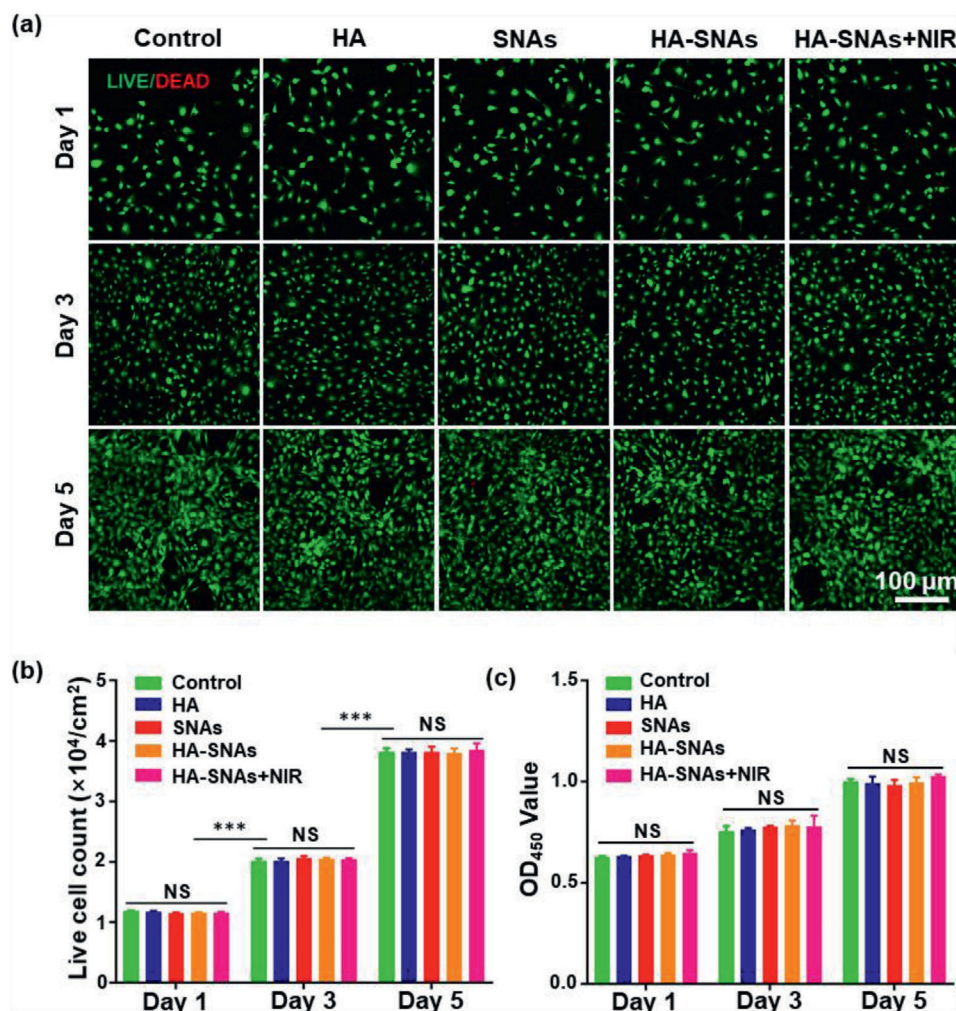 (a)
Control HA SNAs HA-SNAs HA-SNAs+NIR
LIVE/DEAD
Day 1
Day 3
Day 5
100 μm
(b)
Live cell count (×10⁴/cm²)
5
4
3
2
1
0
Control
HA
SNAs
HA-SNAs
HA-SNAs+NIR
NS
***
NS
***
NS
Day 1 Day 3 Day 5
(c)
OD₄₅₀ Value
1.5
1.0
0.5
0.0
Control
HA
SNAs
HA-SNAs
HA-SNAs+NIR
NS
NS
NS
Day 1 Day 3 Day 5